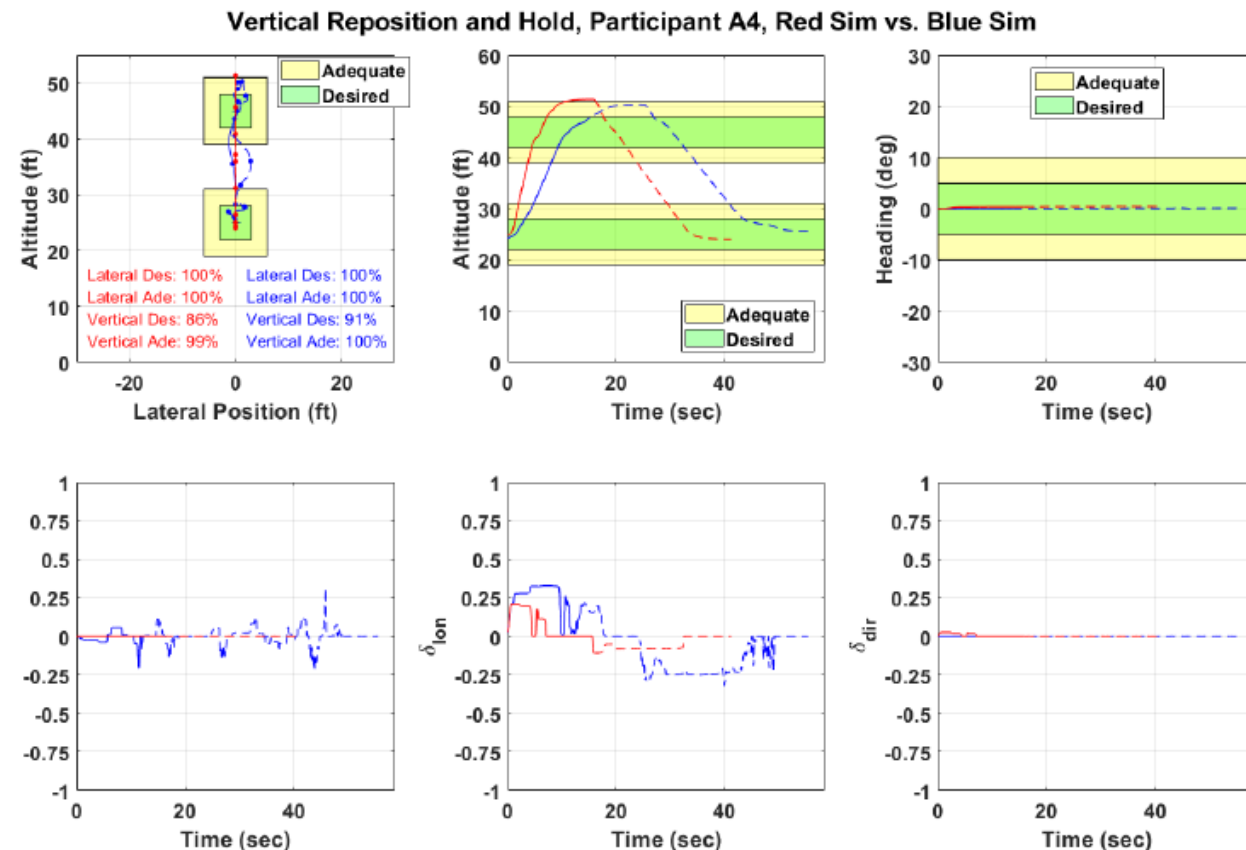 Vertical Reposition and Hold, Participant A4, Red Sim vs. Blue Sim
Altitude (ft)
50
40
30
20
10
0
Adequate
Desired
Lateral Des: 100%
Lateral Ade: 100%
Vertical Des: 86%
Vertical Ade: 99%
Lateral Des: 100%
Lateral Ade: 100%
Vertical Des: 91%
Vertical Ade: 100%
-20 0 20
Lateral Position (ft)
Altitude (ft)
60
50
40
30
20
10
0
Adequate
Desired
0 20 40
Time (sec)
Heading (deg)
30
20
10
0
-10
-20
-30
Adequate
Desired
0 20 40
Time (sec)
1
0.75
0.5
0.25
0
-0.25
-0.5
-0.75
-1
0 20 40
Time (sec)
δlon
1
0.75
0.5
0.25
0
-0.25
-0.5
-0.75
-1
0 20 40
Time (sec)
δdir
1
0.75
0.5
0.25
0
-0.25
-0.5
-0.75
-1
0 20 40
Time (sec)